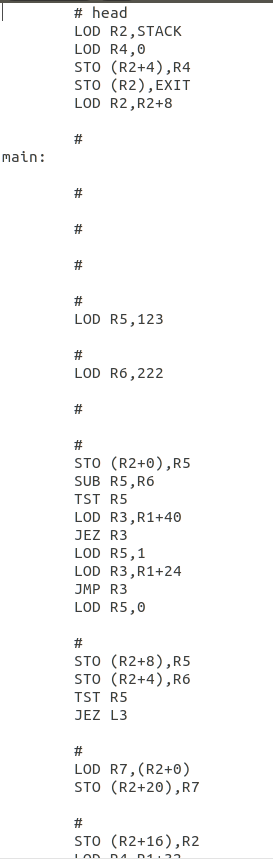 # head
LOD R2,STACK
LOD R4,0
STO (R2+4),R4
STO (R2),EXIT
LOD R2,R2+8
#
main:
#
#
#
#
LOD R5,123
#
LOD R6,222
#
#
STO (R2+0),R5
SUB R5,R6
TST R5
LOD R3,R1+40
JEZ R3
LOD R5,1
LOD R3,R1+24
JMP R3
LOD R5,0
#
STO (R2+8),R5
STO (R2+4),R6
TST R5
JEZ L3
#
LOD R7,(R2+0)
STO (R2+20),R7
#
STO (R2+16),R2
LOD R4,R1+32